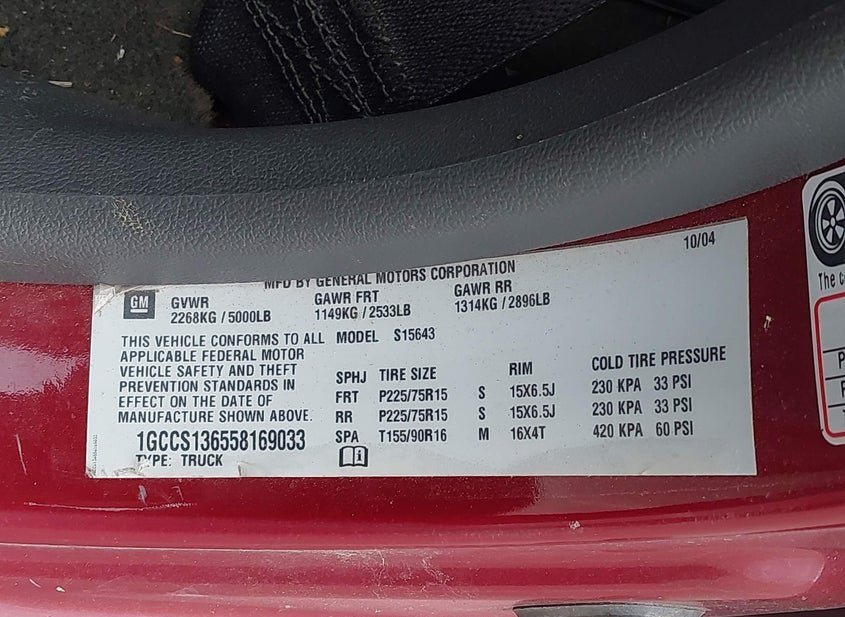 10/04
MFD BY GENERAL MOTORS CORPORATION
GM
GVWR GAWR FRT GAWR RR
2268KG / 5000LB 1149KG / 2533LB 1314KG / 2896LB
THIS VEHICLE CONFORMS TO ALL MODEL S15643
APPLICABLE FEDERAL MOTOR
VEHICLE SAFETY AND THEFT
PREVENTION STANDARDS IN
EFFECT ON THE DATE OF
MANUFACTURE SHOWN ABOVE.
SPHJ TIRE SIZE RIM COLD TIRE PRESSURE
FRT P225/75R15 S 15X6.5J 230 KPA 33 PSI
RR P225/75R15 S 15X6.5J 230 KPA 33 PSI
SPA T155/90R16 M 16X4T 420 KPA 60 PSI
1GCCS136558169033
TYPE: TRUCK
The